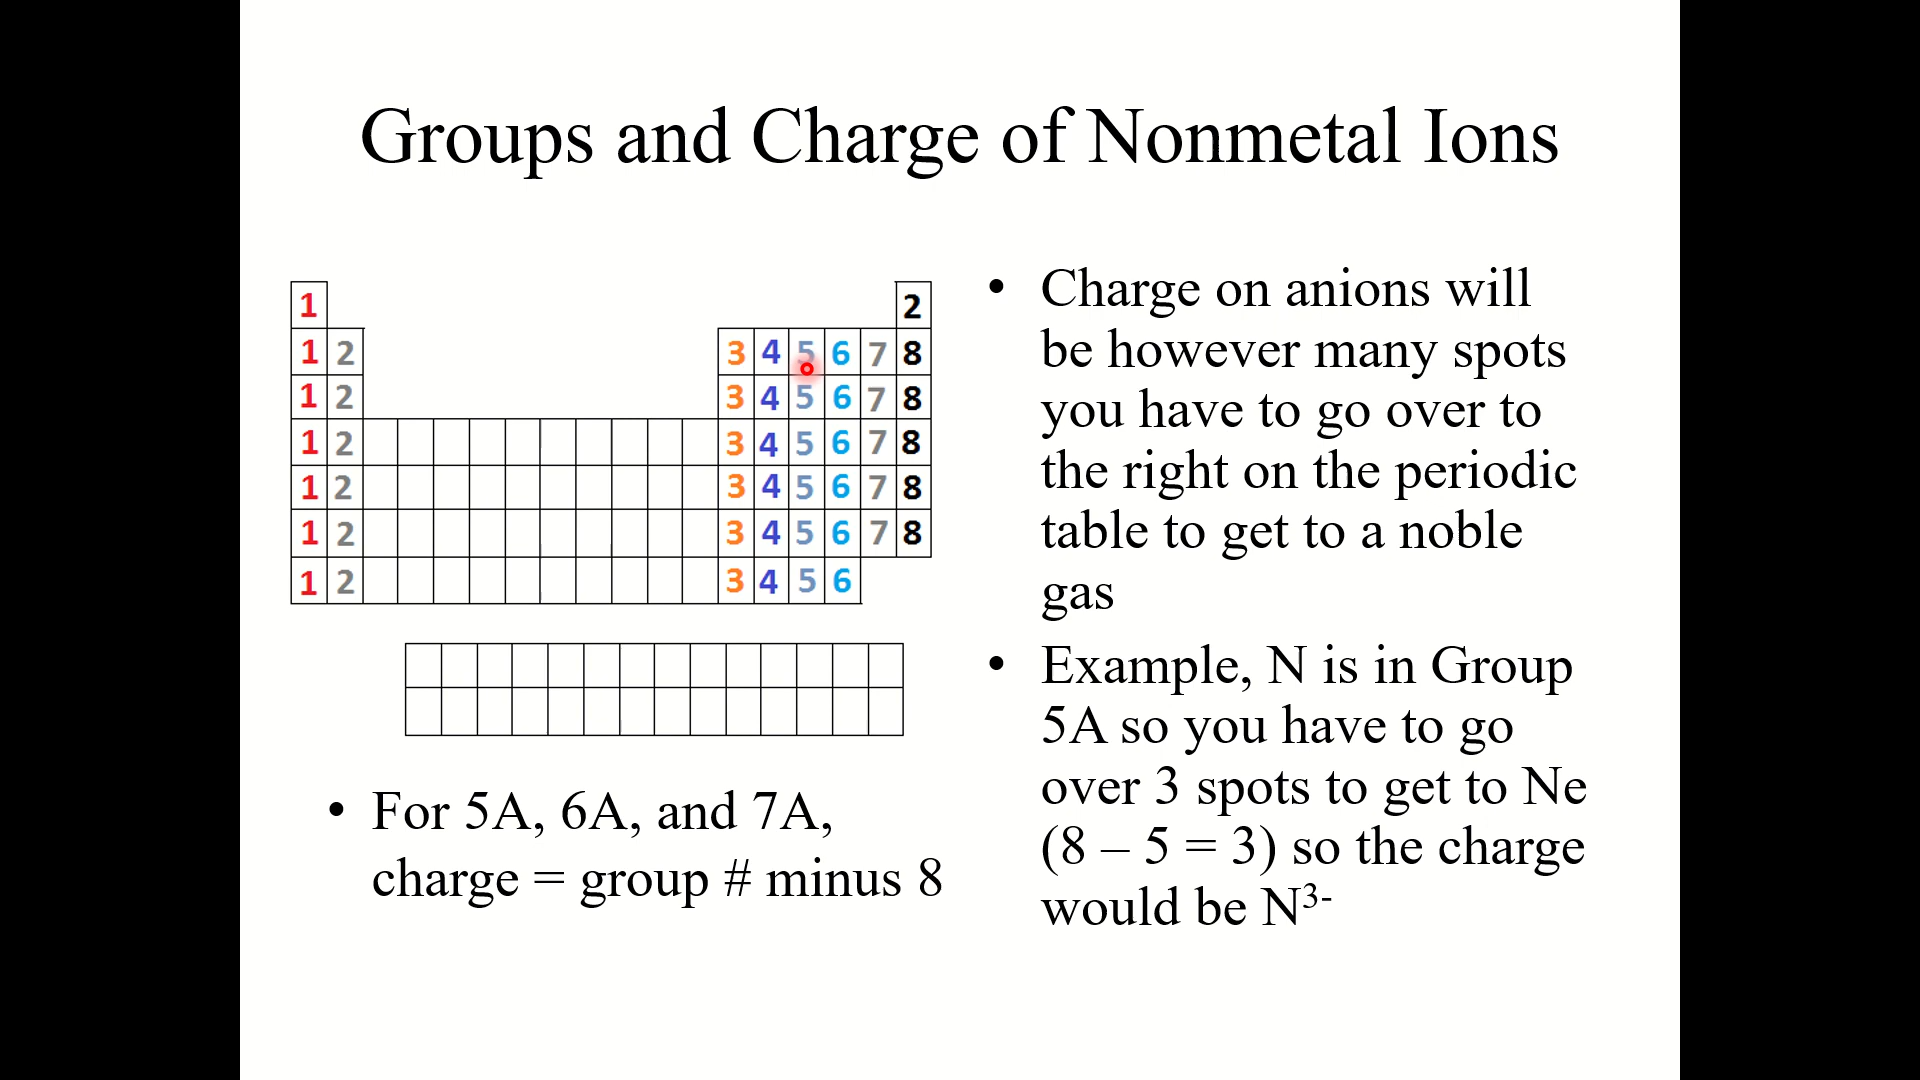 Groups and Charge of Nonmetal Ions
1 2
1 2 3 4 5 6 7 8
1 2 3 4 5 6 7 8
1 2 3 4 5 6 7 8
1 2 3 4 5 6 7 8
1 2 3 4 5 6 7 8
1 2 3 4 5 6
• For 5A, 6A, and 7A,
charge = group # minus 8
• Charge on anions will
be however many spots
you have to go over to
the right on the periodic
table to get to a noble
gas
• Example, N is in Group
5A so you have to go
over 3 spots to get to Ne
(8 – 5 = 3) so the charge
would be N³⁻